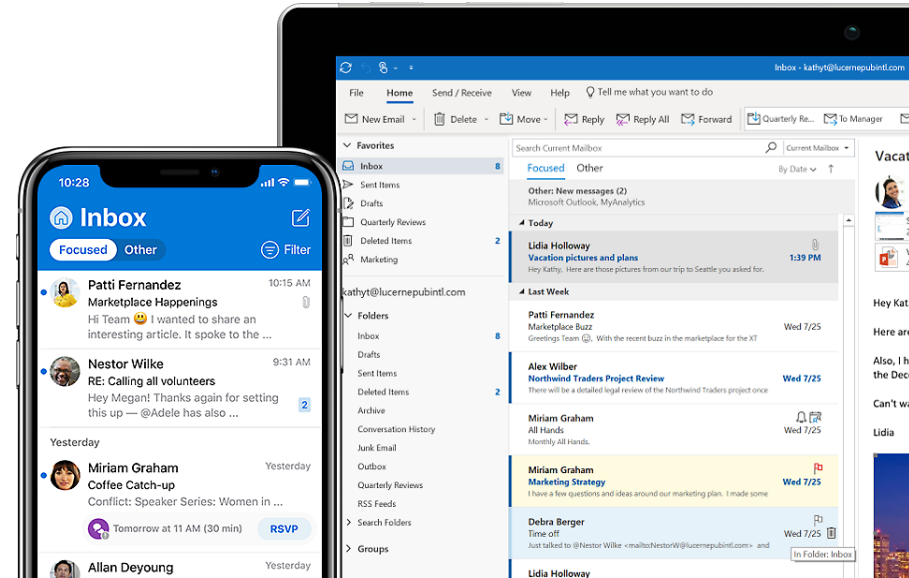 10:28
Inbox
Focused Other Filter
Patti Fernandez 10:15 AM
Marketplace Happenings
Hi Team 😃 I wanted to share an
interesting article. It spoke to the ...
Nestor Wilke 9:31 AM
RE: Calling all volunteers
Hey Megan! Thanks again for setting
this up — @Adele has also ... 2
Yesterday
Miriam Graham Yesterday
Coffee Catch-up
Conflict: Speaker Series: Women in ...
Tomorrow at 11 AM (30 min) RSVP
Allan Deyoung Yesterday
Inbox - kathyt@lucernepubintl.com
File Home Send / Receive View Help Tell me what you want to do
New Email Delete Move Reply Reply All Forward Quarterly Re... To Manager
Favorites
Inbox 8
Sent Items
Drafts
Quarterly Reviews
Deleted Items 2
Marketing
kathyt@lucernepubintl.com
Folders
Inbox 8
Drafts
Sent Items
Deleted Items 2
Archive
Conversation History
Junk Email
Outbox
Quarterly Reviews
RSS Feeds
Search Folders
Groups
Search Current Mailbox Current Mailbox
Focused Other By Date
Other: New messages (2)
Microsoft Outlook, MyAnalytics
Today
Lidia Holloway
Vacation pictures and plans 1:39 PM
Hey Kathy, Here are those pictures from our trip to Seattle you asked for.
Last Week
Patti Fernandez
Marketplace Buzz Wed 7/25
Greetings Team 😃, With the recent buzz in the marketplace for the XT
Alex Wilber
Northwind Traders Project Review Wed 7/25
There will be a detailed legal review of the Northwind Traders project once
Miriam Graham
All Hands Wed 7/25
Monthly All Hands.
Miriam Graham
Marketing Strategy Wed 7/25
I have a few questions and ideas around our marketing plan. I made some
Debra Berger
Time off Wed 7/25
Just talked to @Nestor Wilke <mailto:NestorW@lucernepubintl.com> and
In Folder: Inbox
Lidia Holloway
Vacat
Hey Kat
Here are
Also, I h
the Dec
Can't wa
Lidia